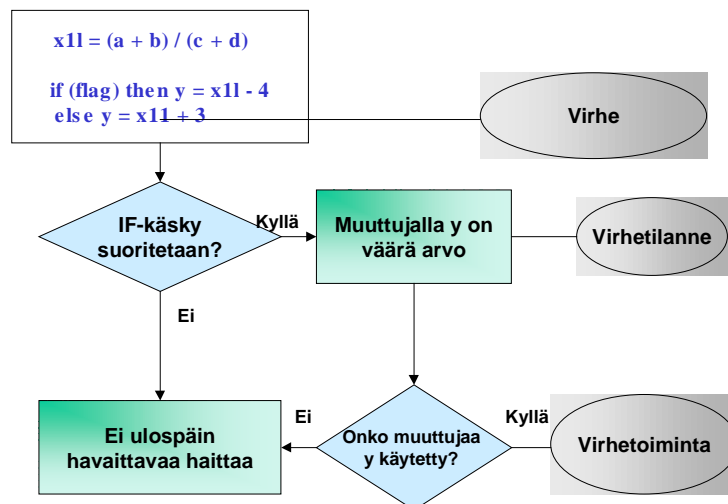 x1l = (a + b) / (c + d)
if (flag) then y = x1l - 4
else y = x11 + 3
Virhe
IF-käsky
suoritetaan?
Kyllä
Muuttujalla y on
väärä arvo
Virhetilanne
Ei
Ei ulospäin
havaittavaa haittaa
Ei
Onko muuttujaa
y käytetty?
Kyllä
Virhetoiminta